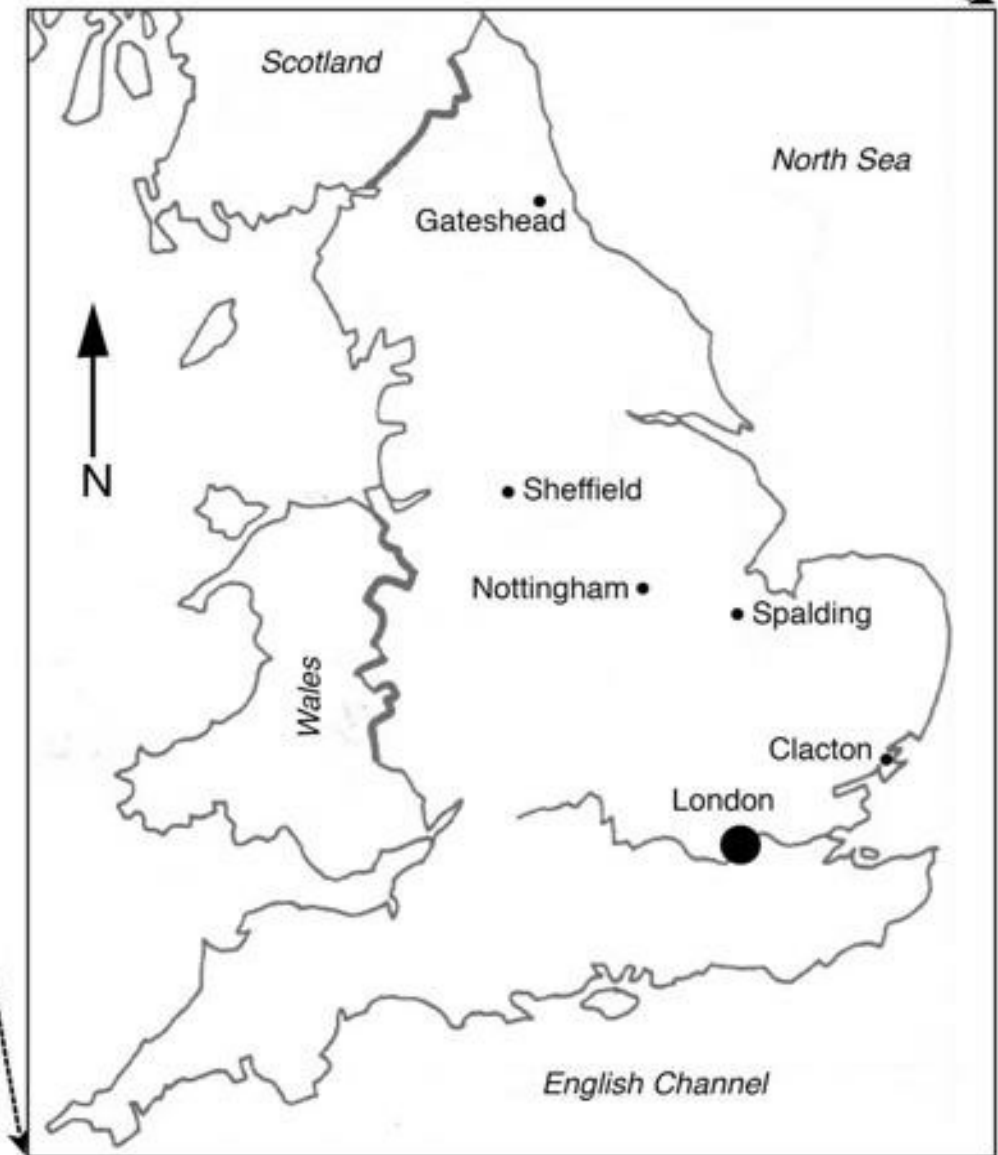 Scotland
North Sea
Gateshead
N
Sheffield
Nottingham
Spalding
Wales
Clacton
London
English Channel